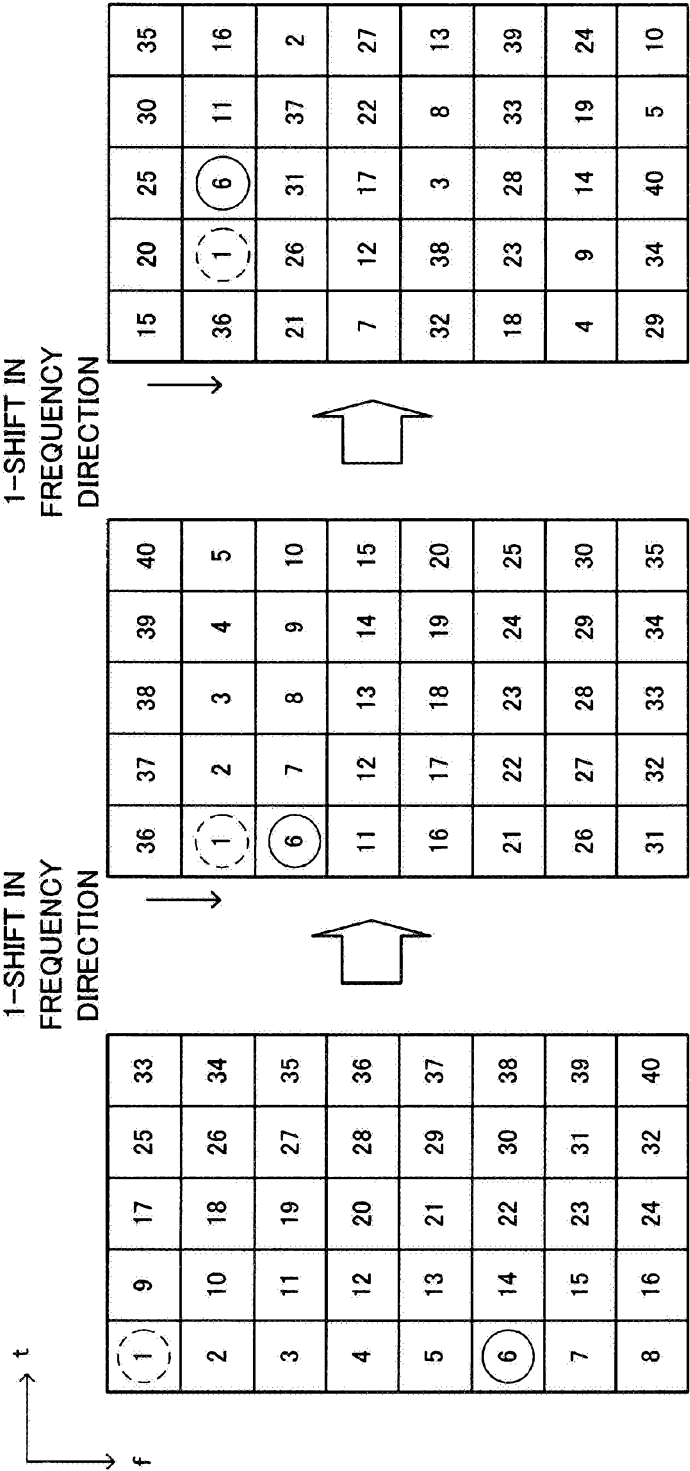 t
f
1 9 17 25 33
2 10 18 26 34
3 11 19 27 35
4 12 20 28 36
5 13 21 29 37
6 14 22 30 38
7 15 23 31 39
8 16 24 32 40
1-SHIFT IN
FREQUENCY
DIRECTION
36 37 38 39 40
1 2 3 4 5
6 7 8 9 10
11 12 13 14 15
16 17 18 19 20
21 22 23 24 25
26 27 28 29 30
31 32 33 34 35
1-SHIFT IN
FREQUENCY
DIRECTION
15 20 25 30 35
36 1 6 11 16
21 26 31 37 2
7 12 17 22 27
32 38 3 8 13
18 23 28 33 39
4 9 14 19 24
29 34 40 5 10